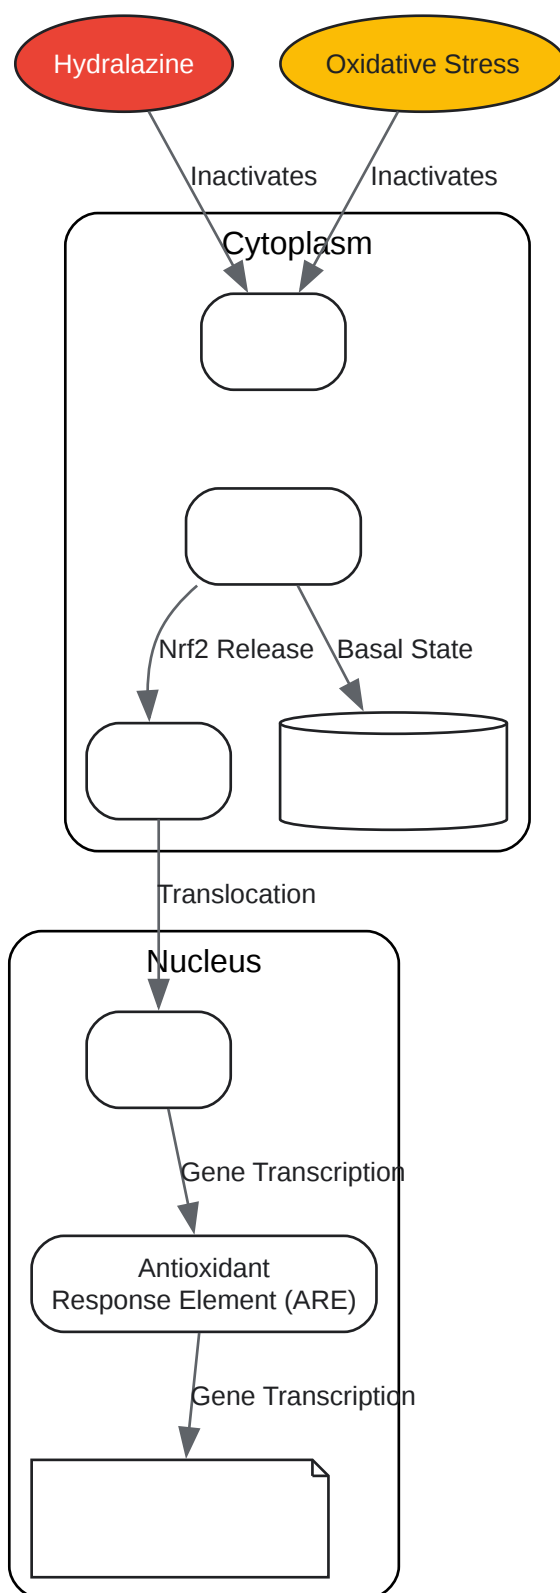 Hydralazine
Oxidative Stress
Inactivates
Inactivates
Cytoplasm
Nrf2 Release
Basal State
Translocation
Nucleus
Gene Transcription
Antioxidant
Response Element (ARE)
Gene Transcription